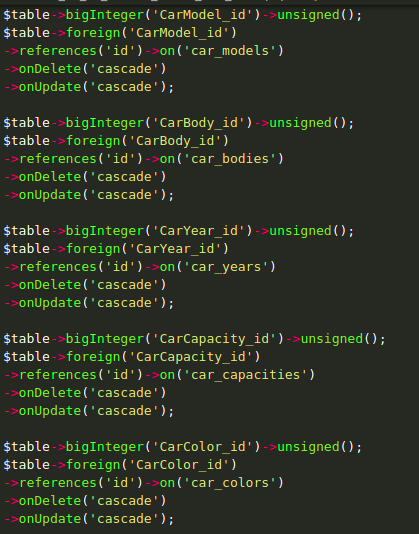 $table->bigInteger('CarModel_id')->unsigned();
$table->foreign('CarModel_id')
->references('id')->on('car_models')
->onDelete('cascade')
->onUpdate('cascade');
$table->bigInteger('CarBody_id')->unsigned();
$table->foreign('CarBody_id')
->references('id')->on('car_bodies')
->onDelete('cascade')
->onUpdate('cascade');
$table->bigInteger('CarYear_id')->unsigned();
$table->foreign('CarYear_id')
->references('id')->on('car_years')
->onDelete('cascade')
->onUpdate('cascade');
$table->bigInteger('CarCapacity_id')->unsigned();
$table->foreign('CarCapacity_id')
->references('id')->on('car_capacities')
->onDelete('cascade')
->onUpdate('cascade');
$table->bigInteger('CarColor_id')->unsigned();
$table->foreign('CarColor_id')
->references('id')->on('car_colors')
->onDelete('cascade')
->onUpdate('cascade');